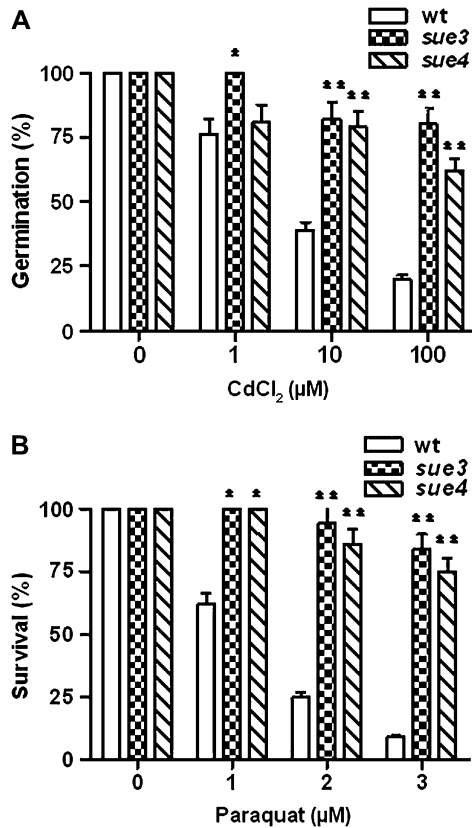 A
wt
sue3
sue4
Germination (%)
100
75
50
25
0
*
** **
**
**
0 1 10 100
CdCl₂ (µM)
B
wt
sue3
sue4
Survival (%)
100
75
50
25
0
* *
** **
** **
0 1 2 3
Paraquat (µM)